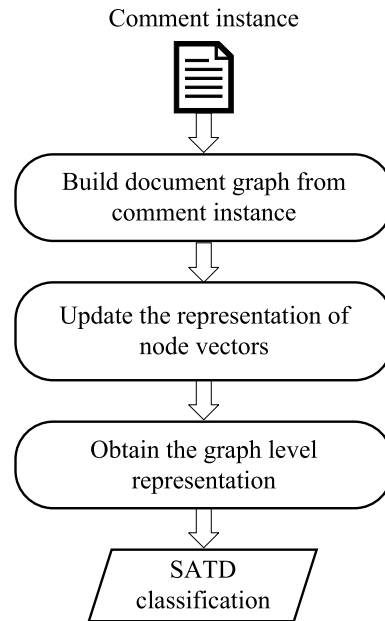 Comment instance
Build document graph from
comment instance
Update the representation of
node vectors
Obtain the graph level
representation
SATD
classification